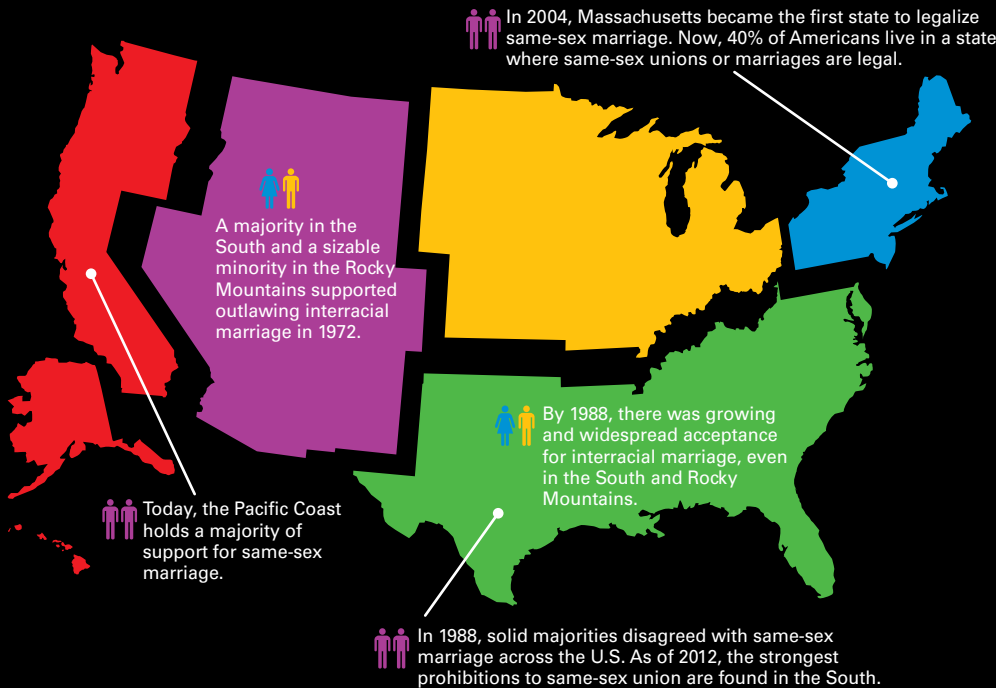 In 2004, Massachusetts became the first state to legalize
same-sex marriage. Now, 40% of Americans live in a state
where same-sex unions or marriages are legal.
A majority in the
South and a sizable
minority in the Rocky
Mountains supported
outlawing interracial
marriage in 1972.
By 1988, there was growing
and widespread acceptance
for interracial marriage, even
in the South and Rocky
Mountains.
Today, the Pacific Coast
holds a majority of
support for same-sex
marriage.
In 1988, solid majorities disagreed with same-sex
marriage across the U.S. As of 2012, the strongest
prohibitions to same-sex union are found in the South.